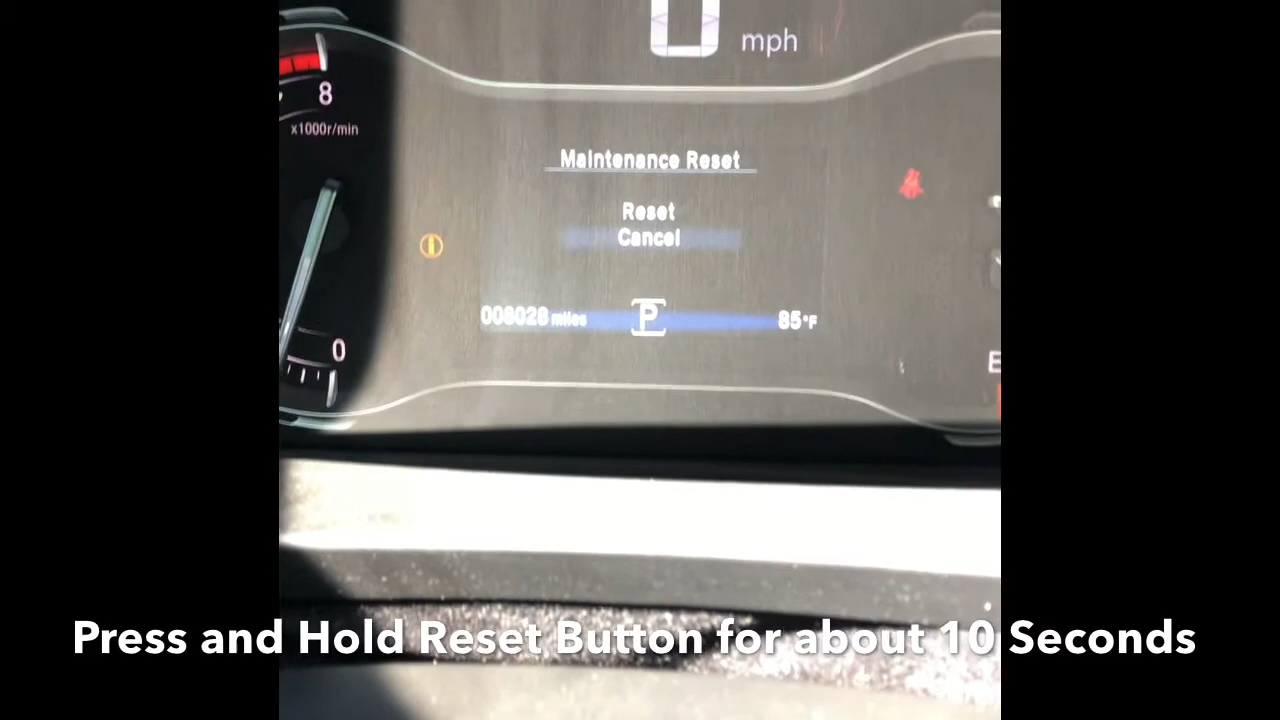 0 mph
8
x1000r/min
Maintenance Reset
Reset
Cancel
008028 miles P 85°F
0
E
Press and Hold Reset Button for about 10 Seconds